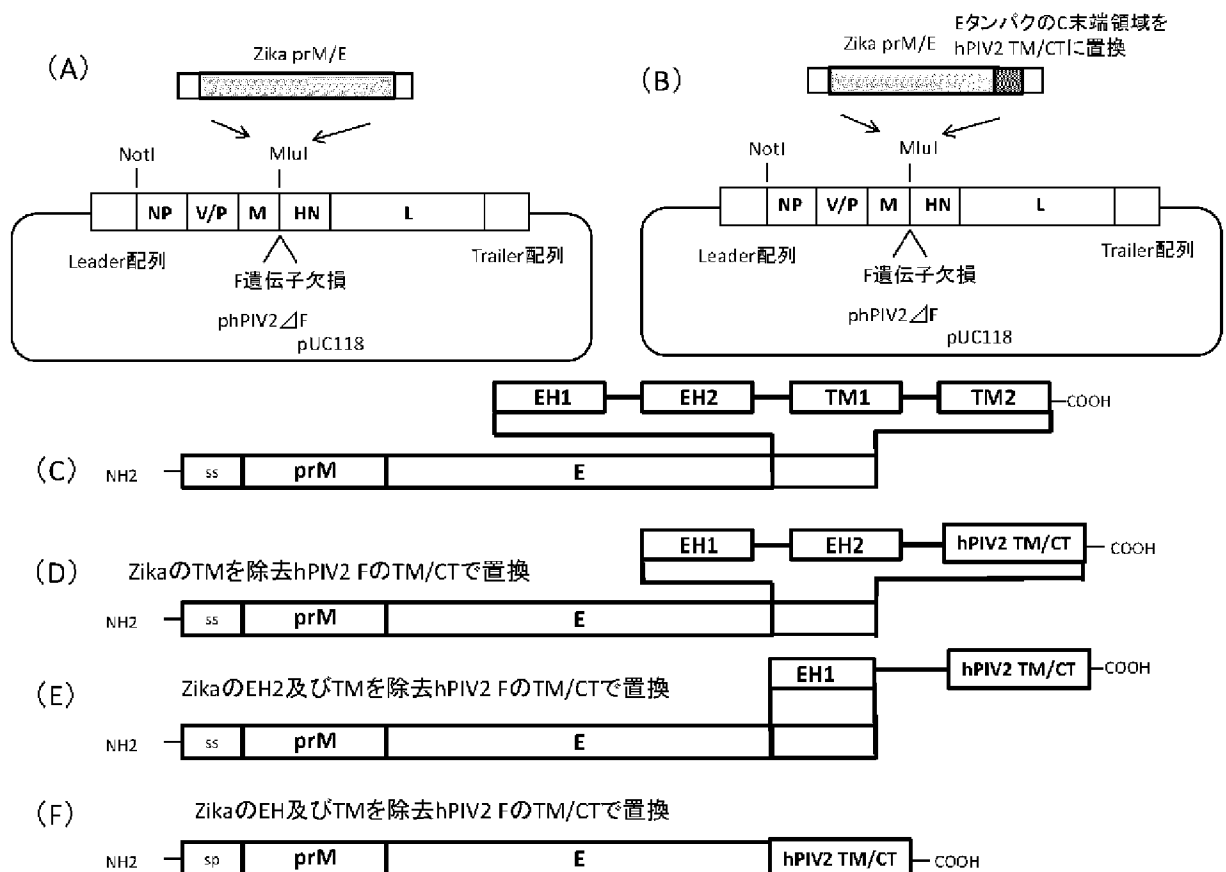 (A)
Zika prM/E
NotI
MluI
NP V/P M HN L
Leader配列
Trailer配列
F遺伝子欠損
phPIV2⊿F
pUC118
(B)
Zika prM/E
Eタンパクの C末端領域を
hPIV2 TM/CTに置換
NotI
MluI
NP V/P M HN L
Leader配列
Trailer配列
F遺伝子欠損
phPIV2⊿F
pUC118
EH1 EH2 TM1 TM2 COOH
(C) NH2 ss prM E
EH1 EH2 hPIV2 TM/CT COOH
(D) ZikaのTMを除去hPIV2 FのTM/CTで置換
NH2 ss prM E
EH1 hPIV2 TM/CT COOH
(E) ZikaのEH2及びTMを除去hPIV2 FのTM/CTで置換
NH2 ss prM E
(F) ZikaのEH及びTMを除去hPIV2 FのTM/CTで置換
NH2 sp prM E hPIV2 TM/CT COOH